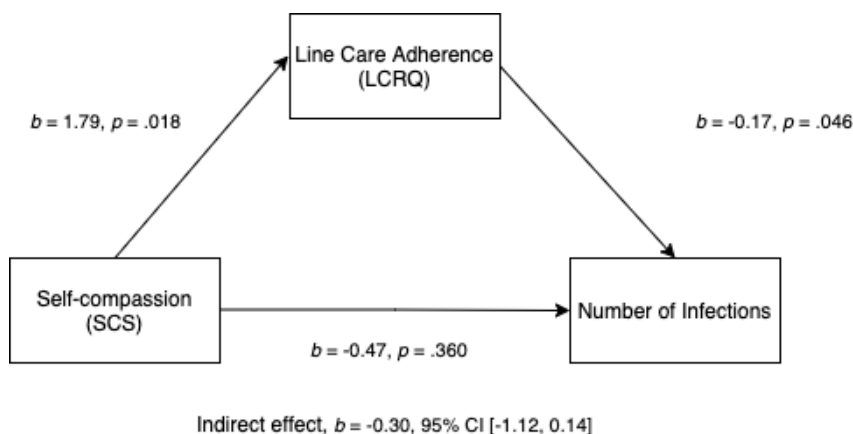 Line Care Adherence
(LCRQ)
b = 1.79, p = .018
b = -0.17, p = .046
Self-compassion
(SCS)
Number of Infections
b = -0.47, p = .360
Indirect effect, b = -0.30, 95% CI [-1.12, 0.14]